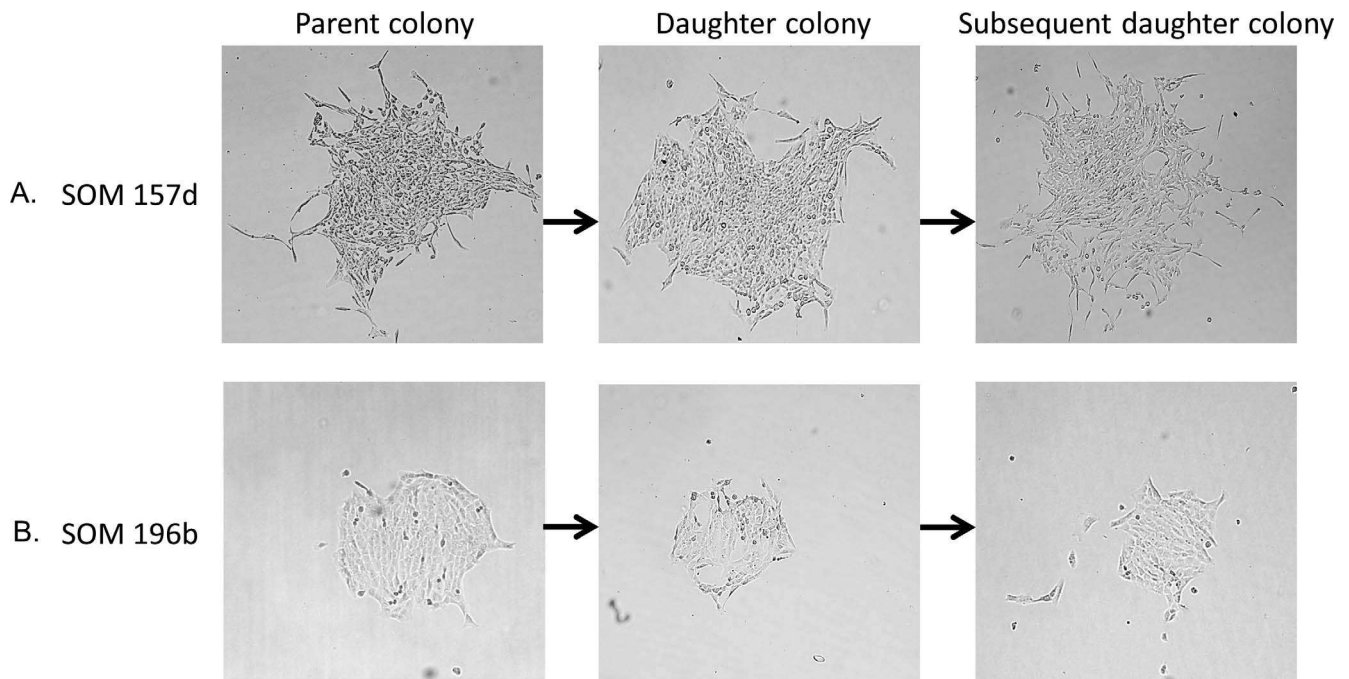 Parent colony
Daughter colony
Subsequent daughter colony
A. SOM 157d
B. SOM 196b